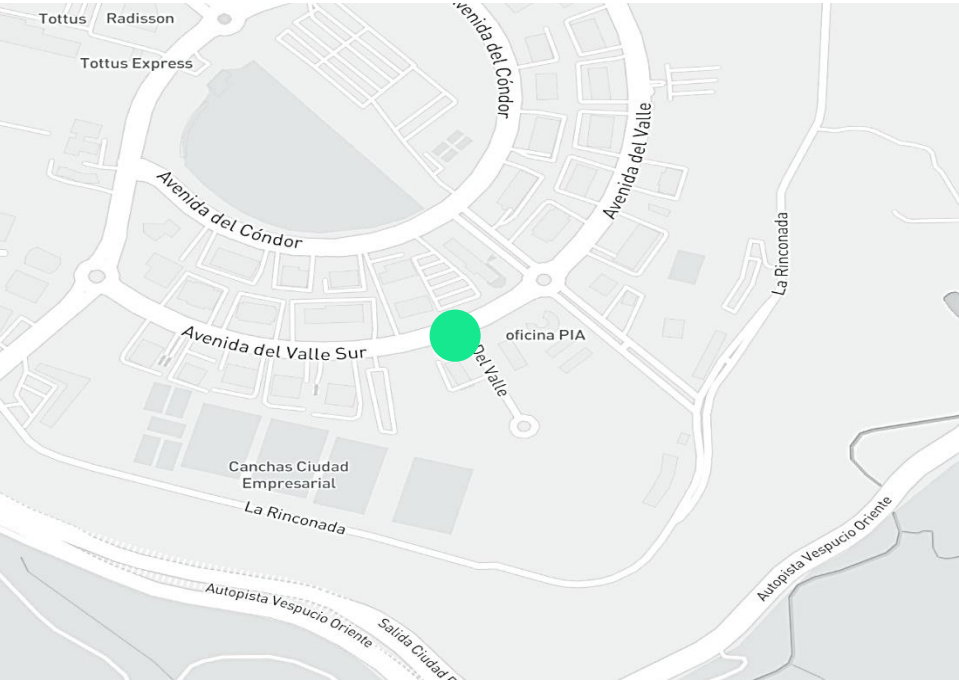 Tottus
Radisson
Tottus Express
Avenida del Cóndor
Avenida del Valle
Avenida del Cóndor
La Rinconada
Avenida del Valle Sur
oficina PIA
Del Valle
Canchas Ciudad
Empresarial
La Rinconada
Autopista Vespucio Oriente
Autopista Vespucio Oriente
Salida Ciudad